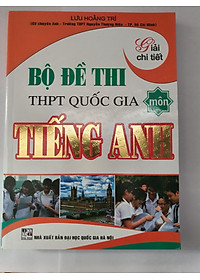 LƯU HOÀNG TRÍ
Giải
chi tiết
BỘ ĐỀ THI
THPT QUỐC GIA
môn
TIẾNG ANH
NHÀ XUẤT BẢN ĐẠI HỌC QUỐC GIA HÀ NỘI